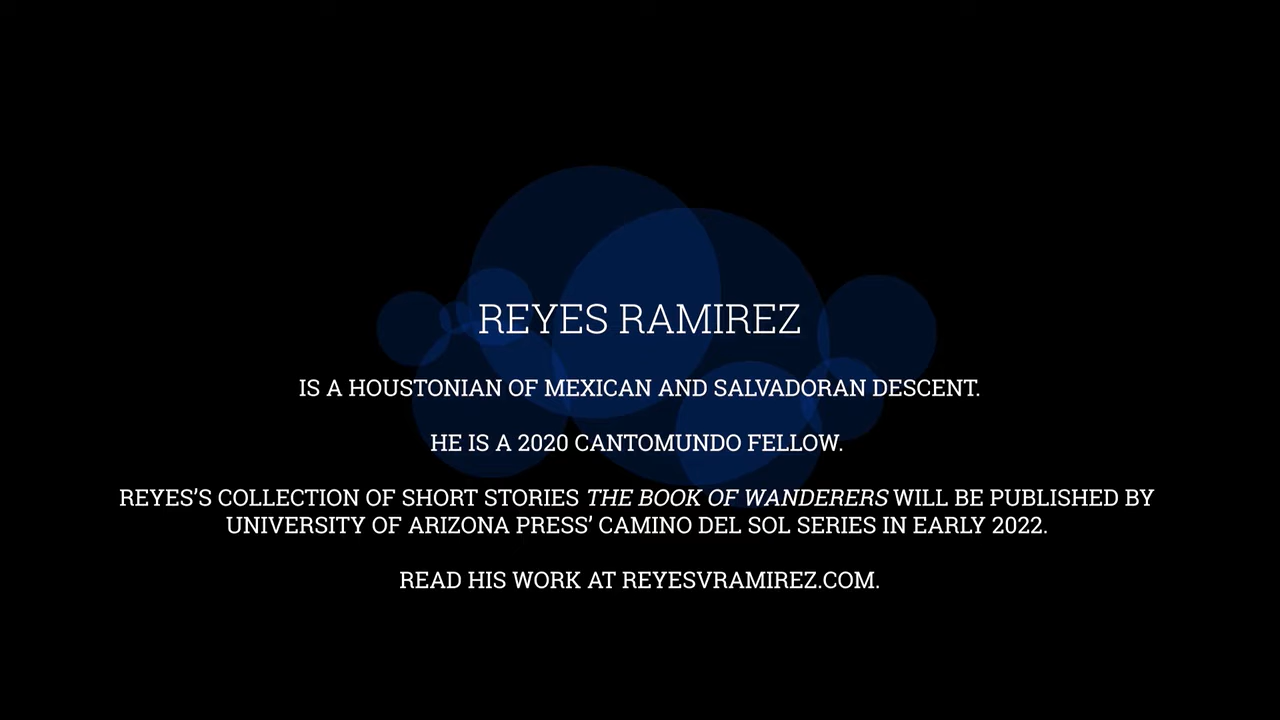 REYES RAMIREZ
IS A HOUSTONIAN OF MEXICAN AND SALVADORAN DESCENT.
HE IS A 2020 CANTOMUNDO FELLOW.
REYES’S COLLECTION OF SHORT STORIES THE BOOK OF WANDERERS WILL BE PUBLISHED BY
UNIVERSITY OF ARIZONA PRESS’ CAMINO DEL SOL SERIES IN EARLY 2022.
READ HIS WORK AT REYESVRAMIREZ.COM.